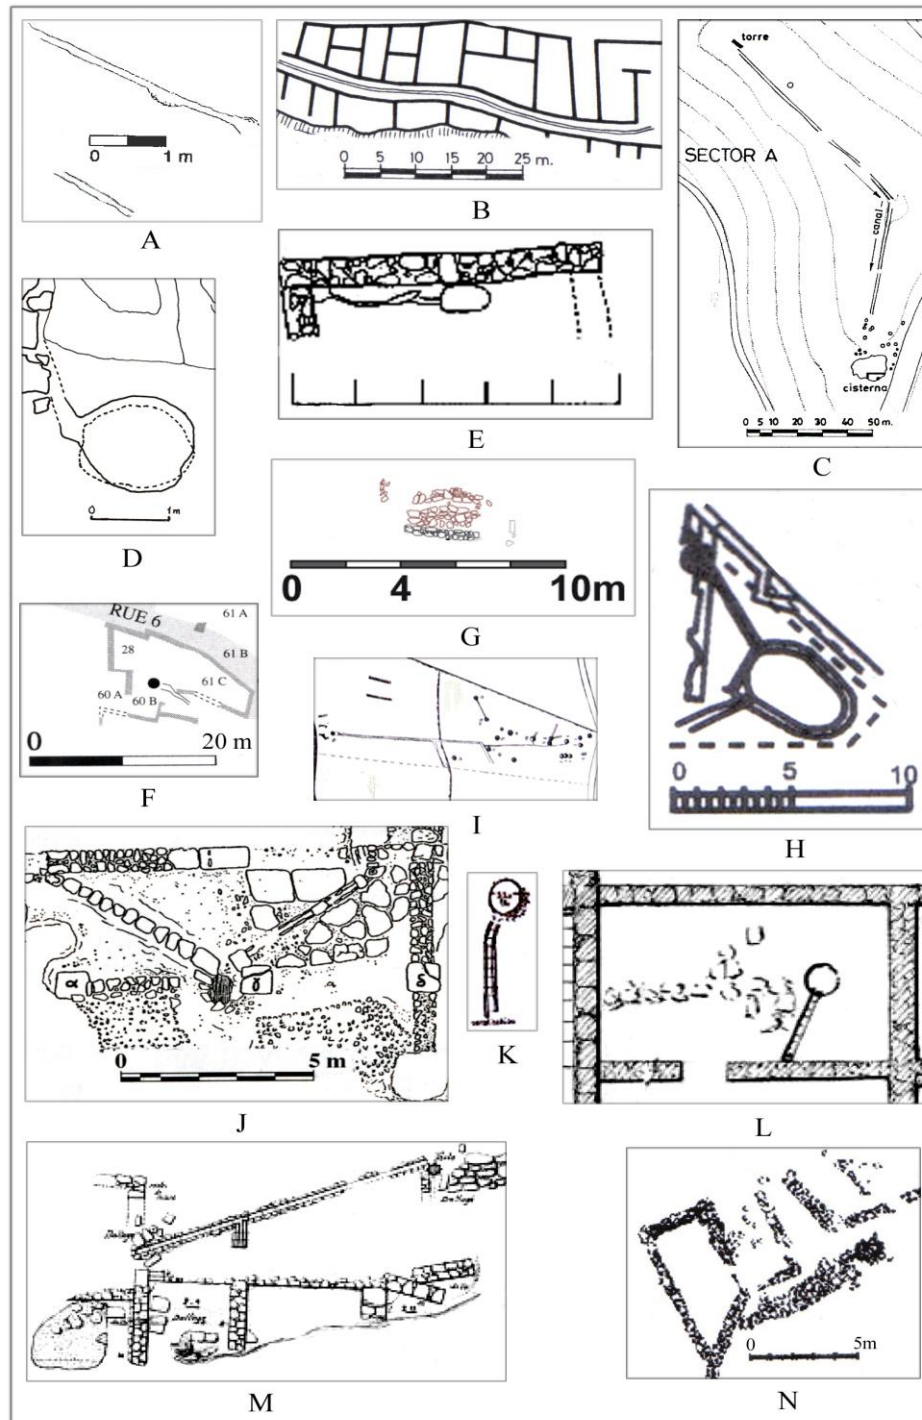 0 1 m
A
0 5 10 15 20 25 m.
B
torre
SECTOR A
canal
cisterna
0 5 10 20 30 40 50 m.
C
1m
D
E
RUE 6
61 A
28
61 B
61 C
60 A
60 B
0 20 m
F
0 4 10m
G
0 5 10
H
I
α
γ
0 5 m
J
K
L
M
0 5m
N